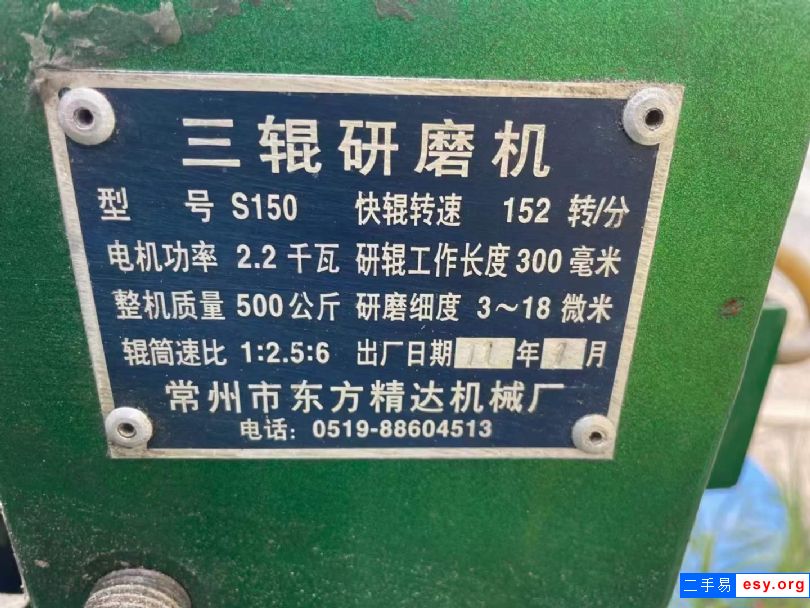 三辊研磨机
型 号 S150 快辊转速 152 转/分
电机功率 2.2 千瓦 研辊工作长度 300 毫米
整机质量 500 公斤 研磨细度 3～18 微米
辊筒速比 1:2.5:6 出厂日期 11 年 月
常州市东方精达机械厂
电话: 0519-88604513
二手易 esy.org